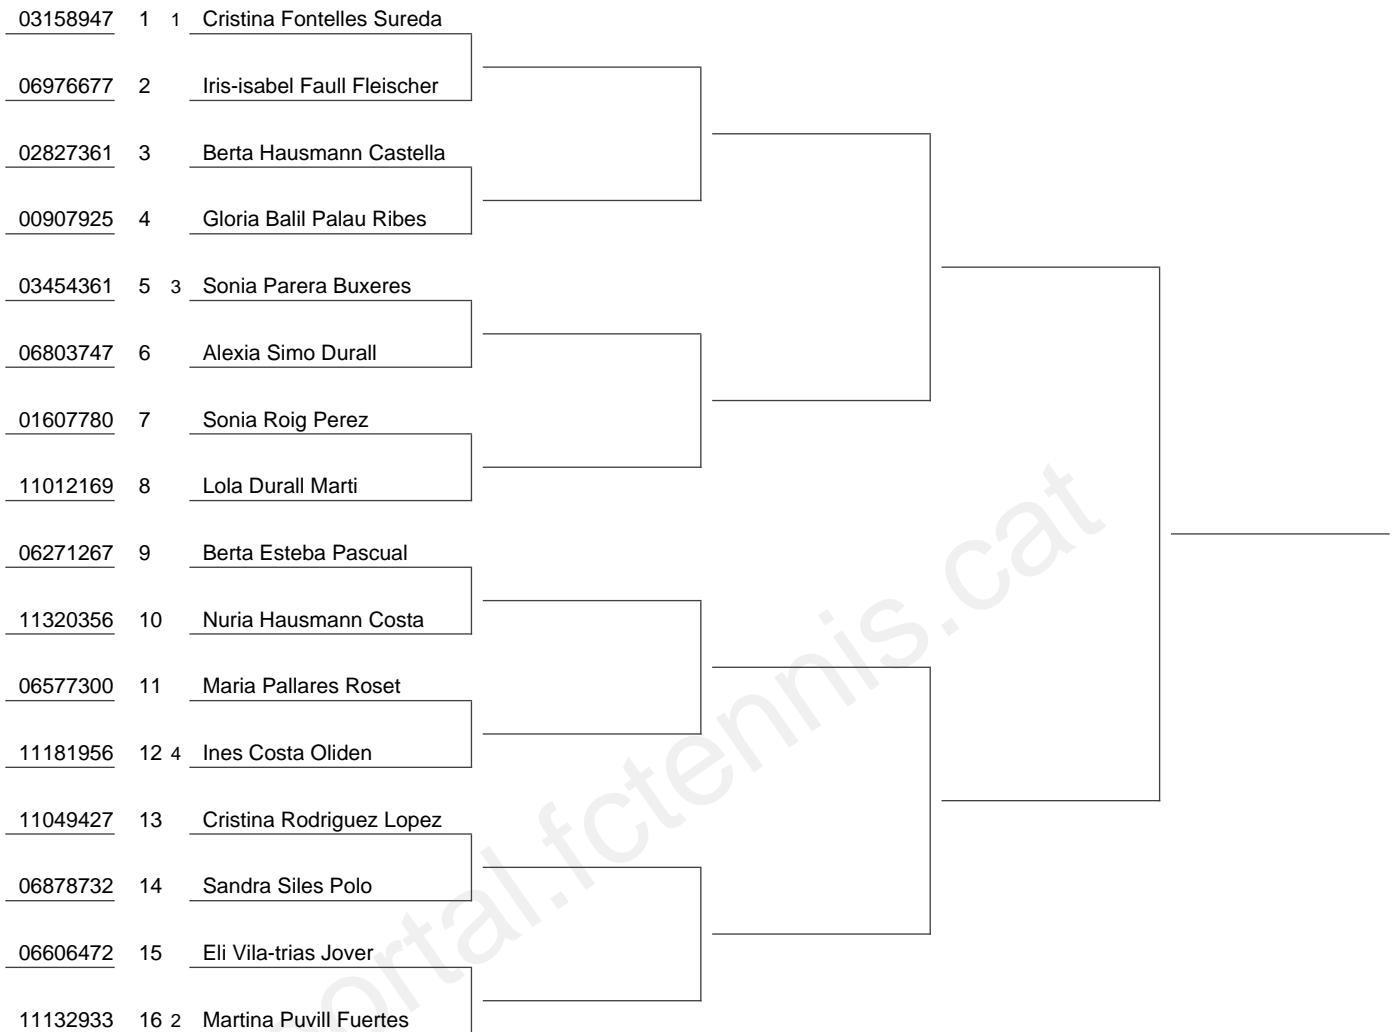 03158947 1 1 Cristina Fontelles Sureda
06976677 2 Iris-isabel Faull Fleischer
02827361 3 Berta Hausmann Castella
00907925 4 Gloria Balil Palau Ribes
03454361 5 3 Sonia Parera Buxeres
06803747 6 Alexia Simo Durall
01607780 7 Sonia Roig Perez
11012169 8 Lola Durall Marti
06271267 9 Berta Esteba Pascual
11320356 10 Nuria Hausmann Costa
06577300 11 Maria Pallares Roset
11181956 12 4 Ines Costa Oliden
11049427 13 Cristina Rodriguez Lopez
06878732 14 Sandra Siles Polo
06606472 15 Eli Vila-trias Jover
11132933 16 2 Martina Puvill Fuertes
portal.fctennis.cat